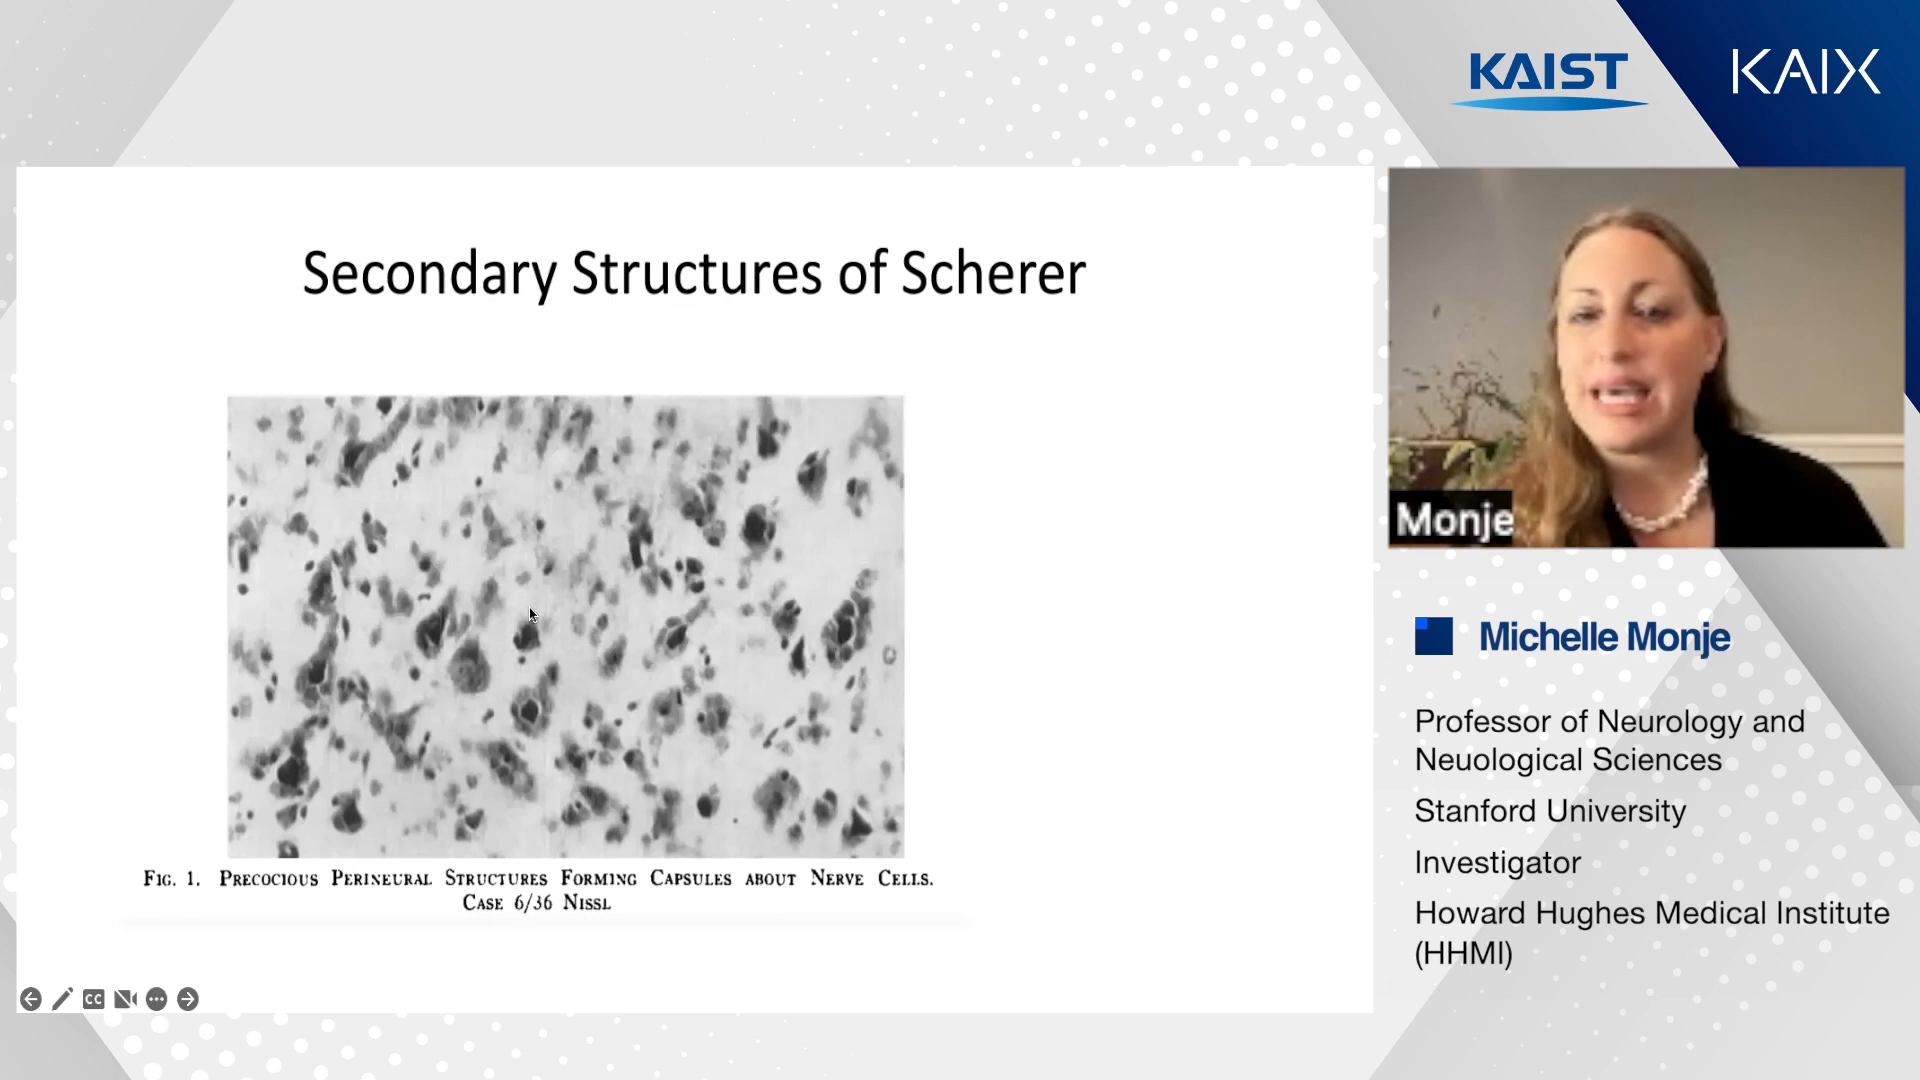 KAIST
KAIX
Secondary Structures of Scherer
Fig. 1. Precocious Perineural Structures Forming Capsules about Nerve Cells.
Case 6/36 Nissl
CC
Monje
Michelle Monje
Professor of Neurology and
Neuological Sciences
Stanford University
Investigator
Howard Hughes Medical Institute
(HHMI)